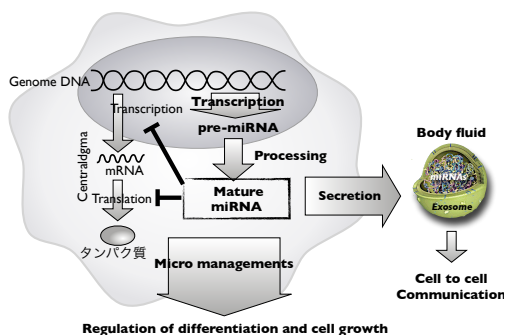 Genome DNA
Transcription
Transcription
pre-miRNA
Processing
Centraldgma
mRNA
Translation
タンパク質
Mature
miRNA
Secretion
Body fluid
miRNAs
Exosome
Cell to cell
Communication
Micro managements
Regulation of differentiation and cell growth